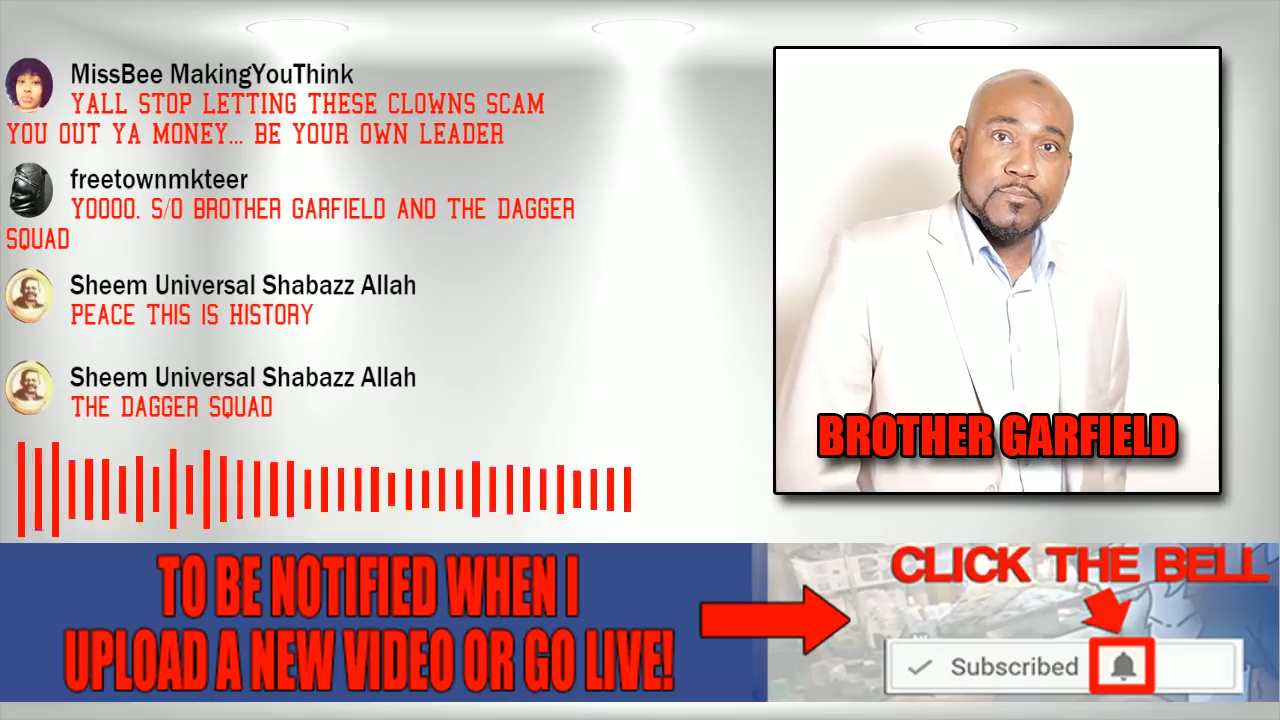 MissBee MakingYouThink
YALL STOP LETTING THESE CLOWNS SCAM
YOU OUT YA MONEY... BE YOUR OWN LEADER
freetownmkteer
YOOOO. S/O BROTHER GARFIELD AND THE DAGGER
SQUAD
Sheem Universal Shabazz Allah
PEACE THIS IS HISTORY
Sheem Universal Shabazz Allah
THE DAGGER SQUAD
BROTHER GARFIELD
TO BE NOTIFIED WHEN I
UPLOAD A NEW VIDEO OR GO LIVE!
CLICK THE BELL
Subscribed